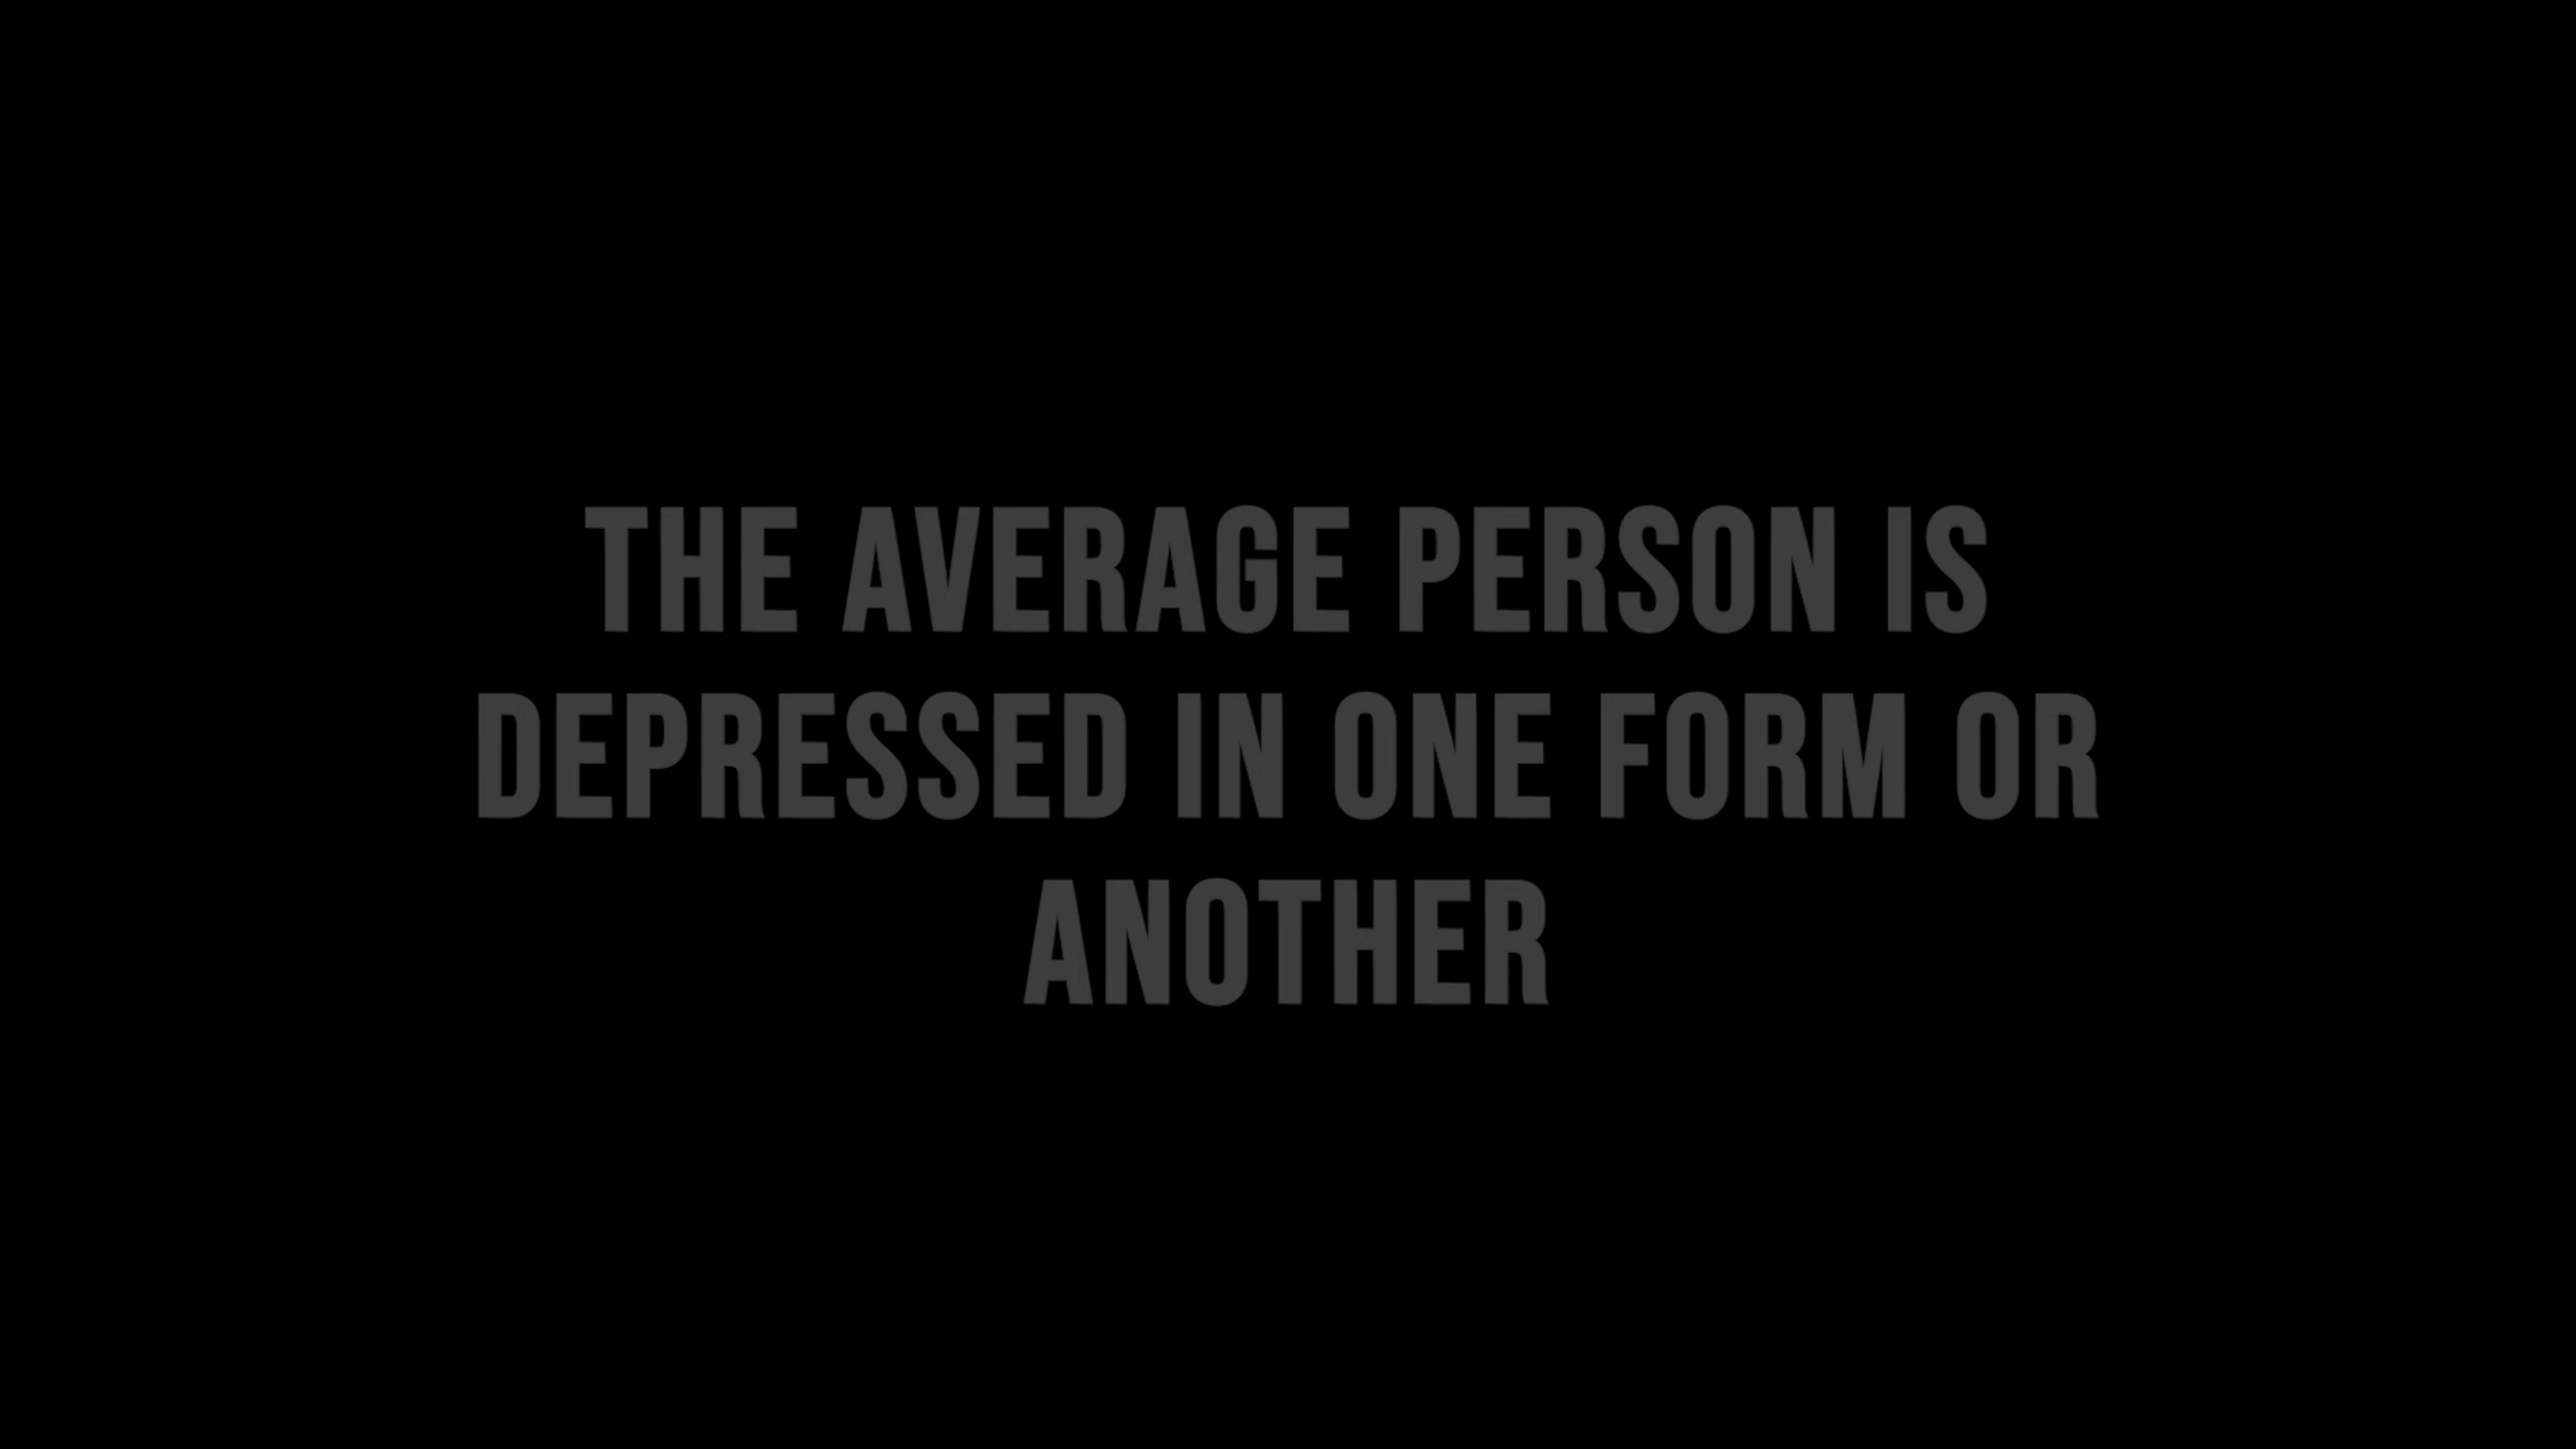 THE AVERAGE PERSON IS
DEPRESSED IN ONE FORM OR
ANOTHER